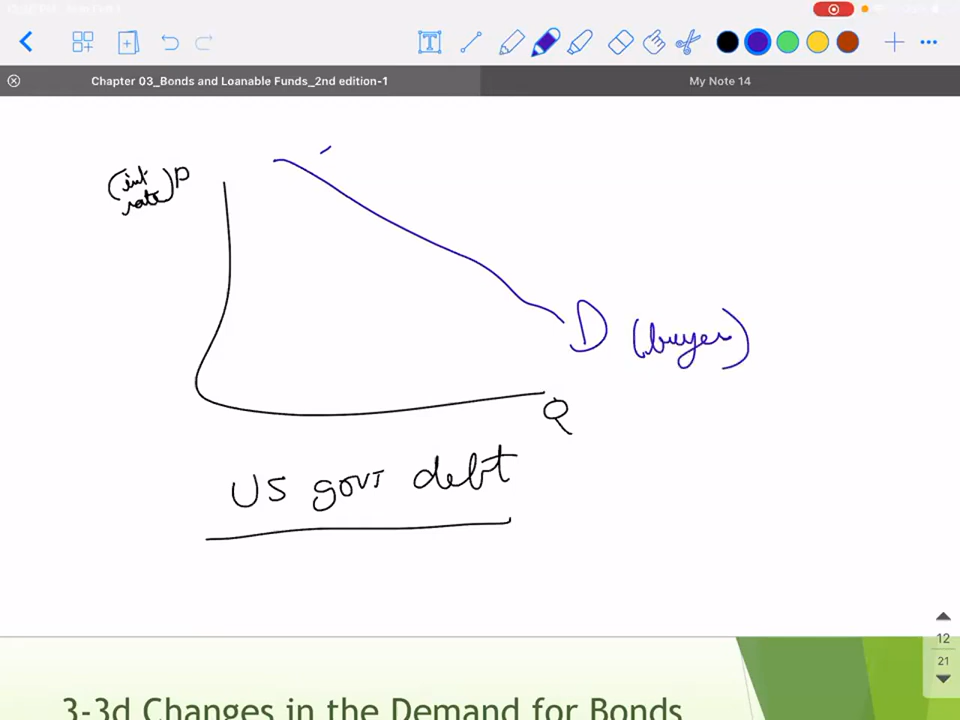 Chapter 03_Bonds and Loanable Funds_2nd edition-1
My Note 14
(int rate) P
D (buyer)
Q
US govt debt
12
21
3-3d Changes in the Demand for Bonds